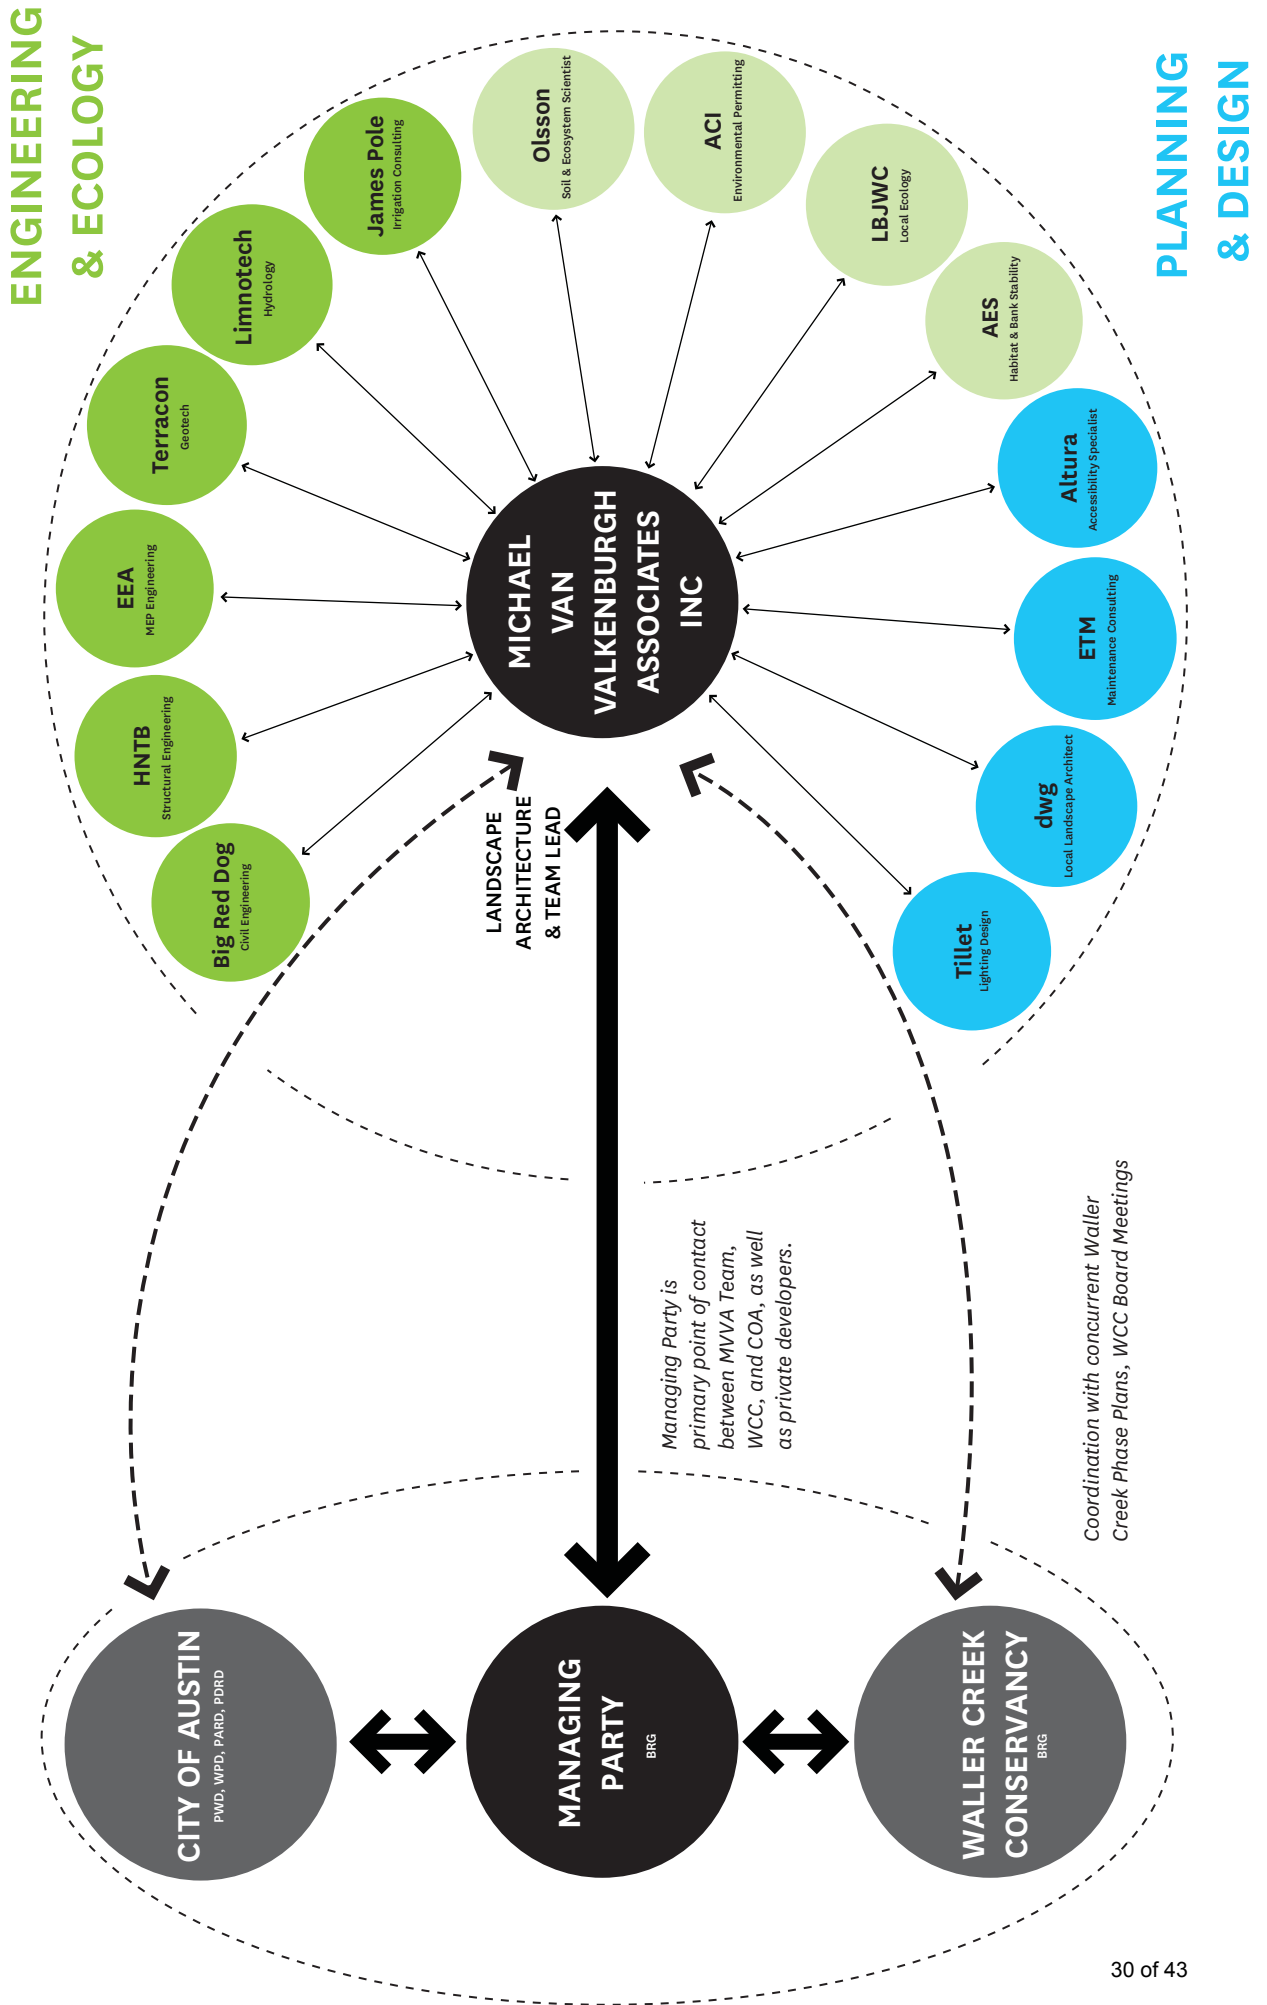 ENGINEERING
& ECOLOGY
Big Red Dog
Civil Engineering
HNTB
Structural Engineering
EEA
MEP Engineering
Terracon
Geotech
Limnotech
Hydrology
James Pole
Irrigation Consulting
Olsson
Soil & Ecosystem Scientist
ACI
Environmental Permitting
LBJWC
Local Ecology
AES
Habitat & Bank Stability
Altura
Accessibility Specialist
ETM
Maintenance Consulting
dwg
Local Landscape Architect
Tillet
Lighting Design
PLANNING
& DESIGN
MICHAEL
VAN
VALKENBURGH
ASSOCIATES
INC
LANDSCAPE
ARCHITECTURE
& TEAM LEAD
CITY OF AUSTIN
PWD, WPD, PARD, PDRD
MANAGING
PARTY
BRG
WALLER CREEK
CONSERVANCY
BRG
Managing Party is
primary point of contact
between MVVA Team,
WCC, and COA, as well
as private developers.
Coordination with concurrent Waller
Creek Phase Plans, WCC Board Meetings
30 of 43